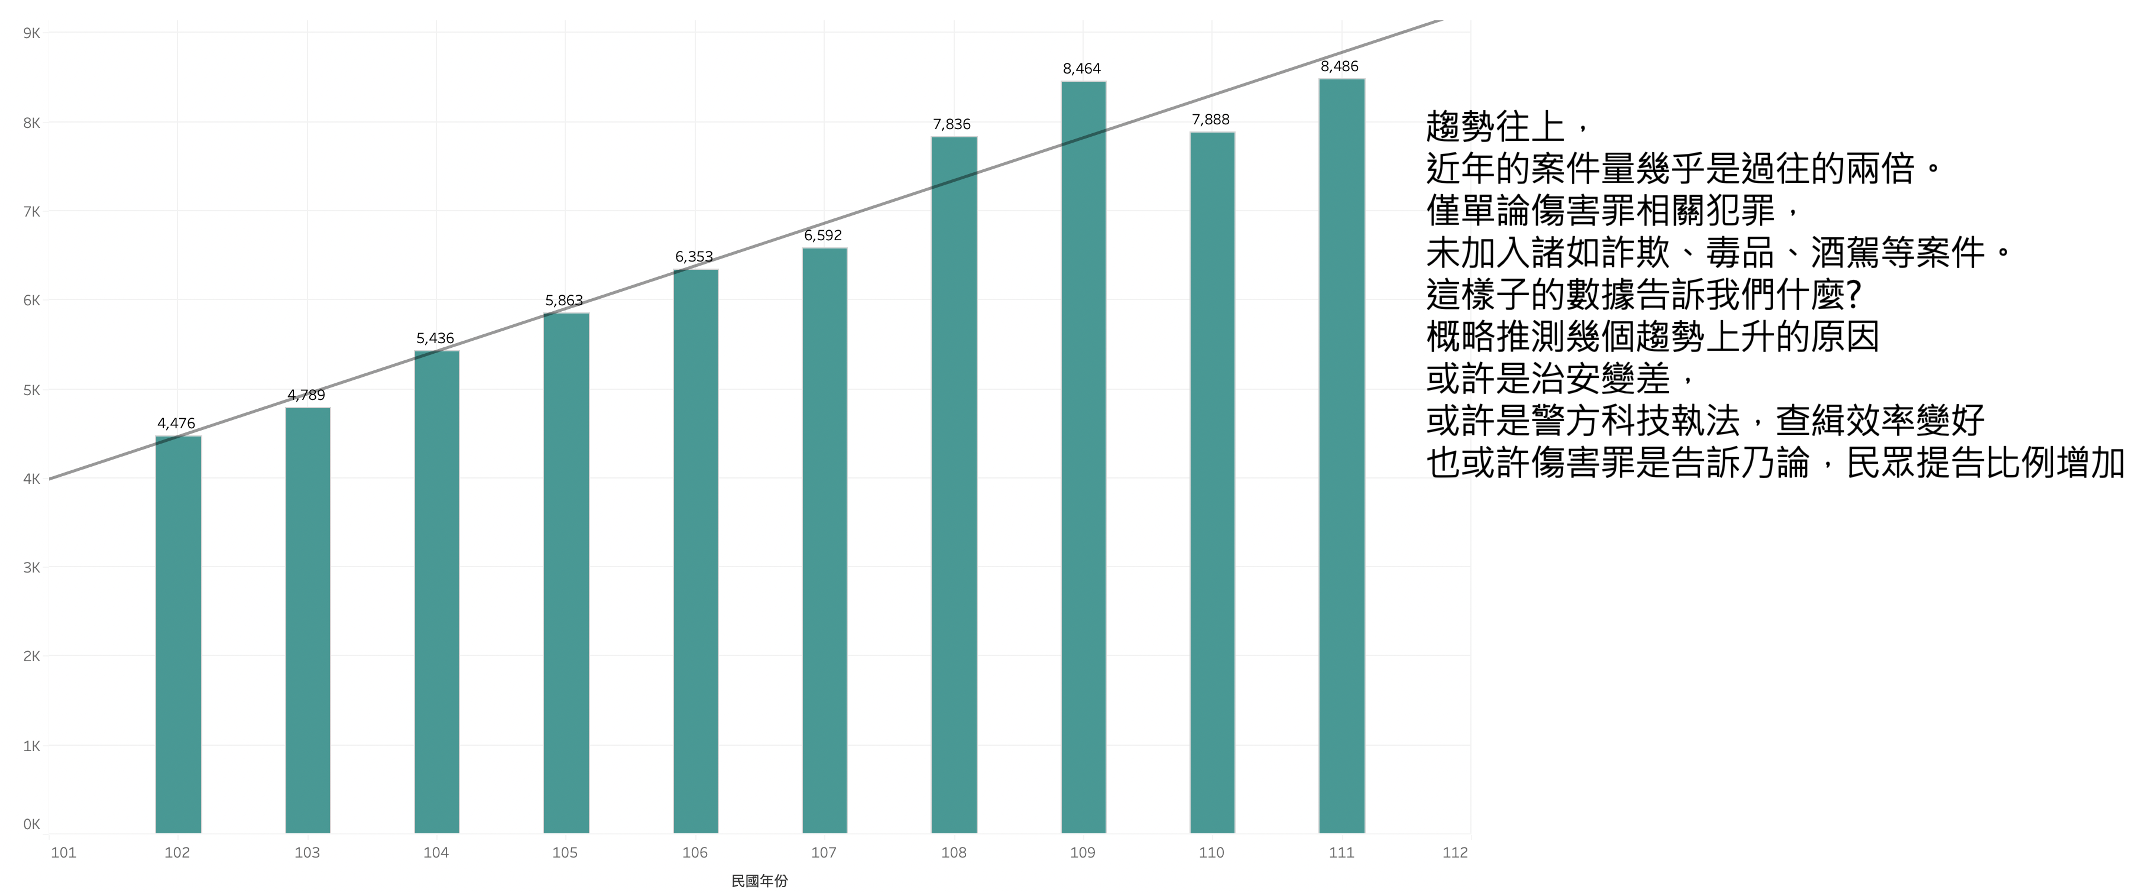 9K
8K
7K
6K
5K
4K
3K
2K
1K
0K
4,476
4,789
5,436
5,863
6,353
6,592
7,836
8,464
7,888
8,486
101
102
103
104
105
106
107
108
109
110
111
112
民國年份
趨勢往上，
近年的案件量幾乎是過往的兩倍。
僅單論傷害罪相關犯罪，
未加入諸如詐欺、毒品、酒駕等案件。
這樣子的數據告訴我們什麼?
概略推測幾個趨勢上升的原因
或許是治安變差，
或許是警方科技執法，查緝效率變好
也或許傷害罪是告訴乃論，民眾提告比例增加